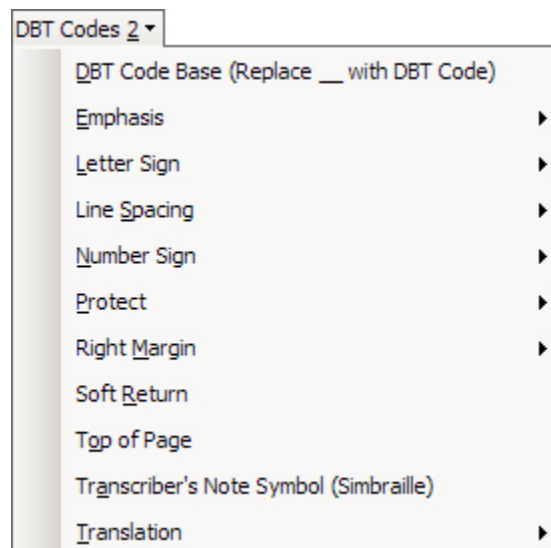 DBT Codes 2
DBT Code Base (Replace __ with DBT Code)
Emphasis
Letter Sign
Line Spacing
Number Sign
Protect
Right Margin
Soft Return
Top of Page
Transcriber's Note Symbol (Simbraille)
Translation